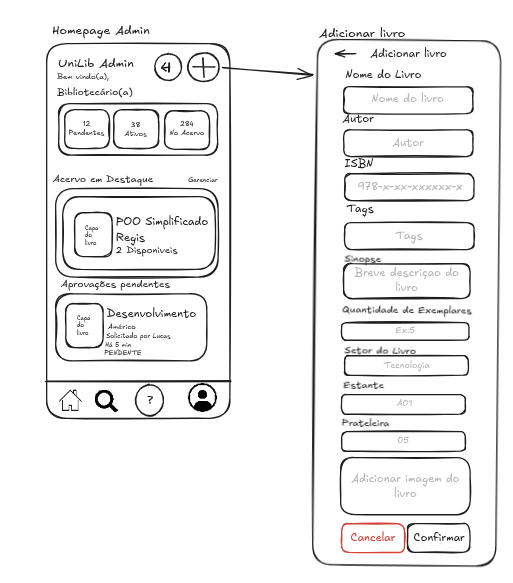 Homepage Admin
UniLib Admin
Bem vindo(a),
Bibliotecário(a)
12
Pendentes
38
Ativos
284
No Acervo
Acervo em Destaque
Gerenciar
Capa
do
livro
POO Simplificado
Regis
2 Disponiveis
Aprovações pendentes
Capa
do
livro
Desenvolvimento
Américo
Solicitado por Lucas
Há 5 min
PENDENTE
?
Adicionar livro
Adicionar livro
Nome do Livro
Nome do livro
Autor
Autor
ISBN
978-x-xx-xxxxxx-x
Tags
Tags
Sinopse
Breve descriçao do
livro
Quantidade de Exemplares
Ex:5
Setor do Livro
Tecnologia
Estante
A01
Prateleira
05
Adicionar imagem do
livro
Cancelar
Confirmar